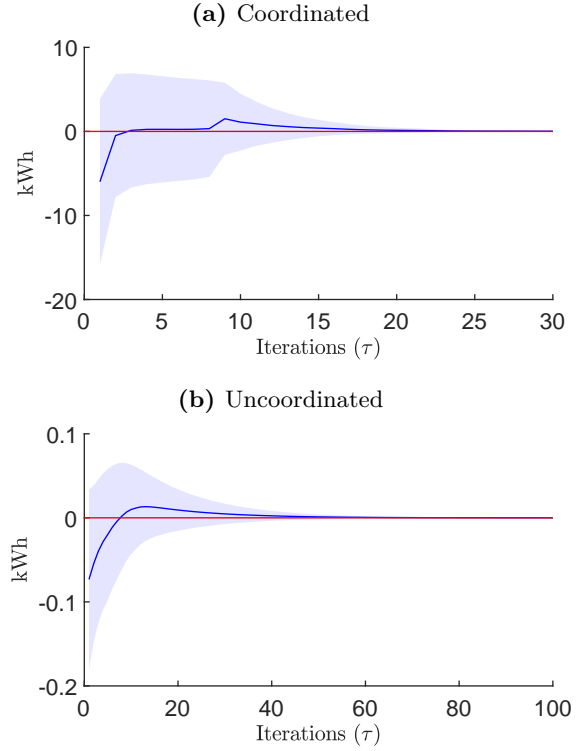 (a) Coordinated
10
0
-10
-20
kWh
0 5 10 15 20 25 30
Iterations (τ)
(b) Uncoordinated
0.1
0
-0.1
-0.2
kWh
0 20 40 60 80 100
Iterations (τ)